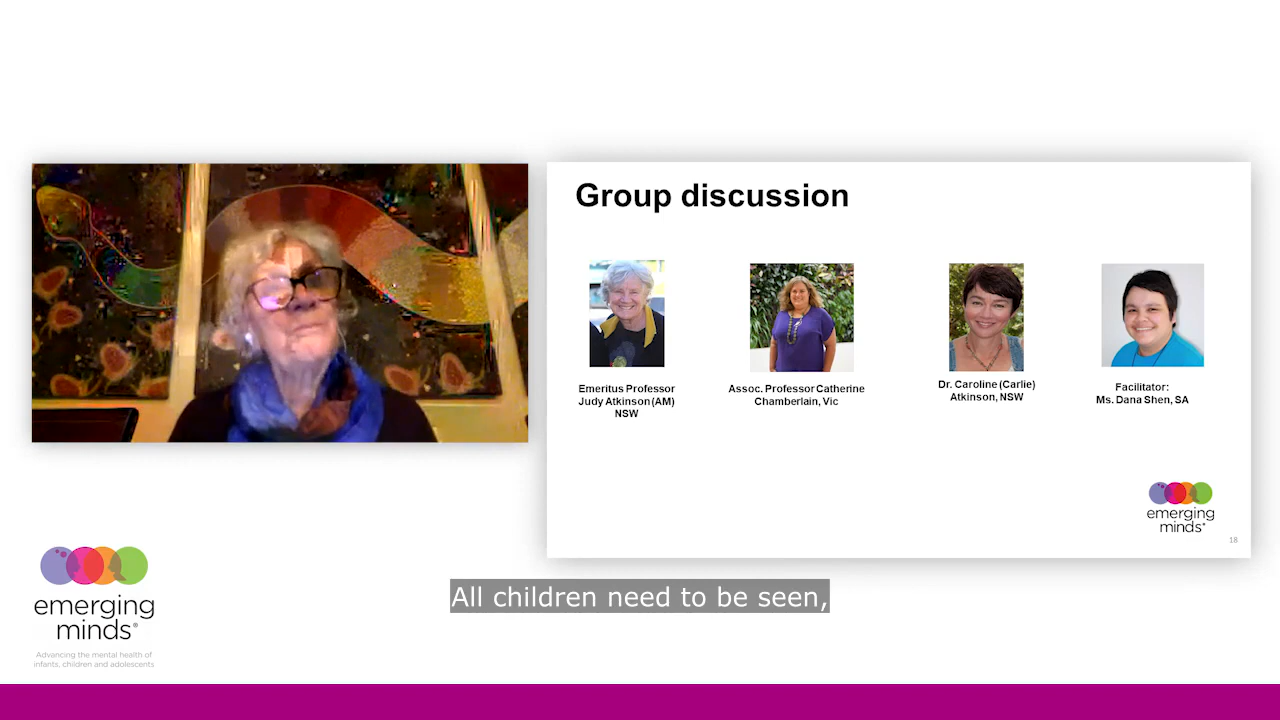 Group discussion
Emeritus Professor
Judy Atkinson (AM)
NSW
Assoc. Professor Catherine
Chamberlain, Vic
Dr. Caroline (Carlie)
Atkinson, NSW
Facilitator:
Ms. Dana Shen, SA
emerging
minds®
18
All children need to be seen,
emerging
minds®
Advancing the mental health of
infants, children and adolescents